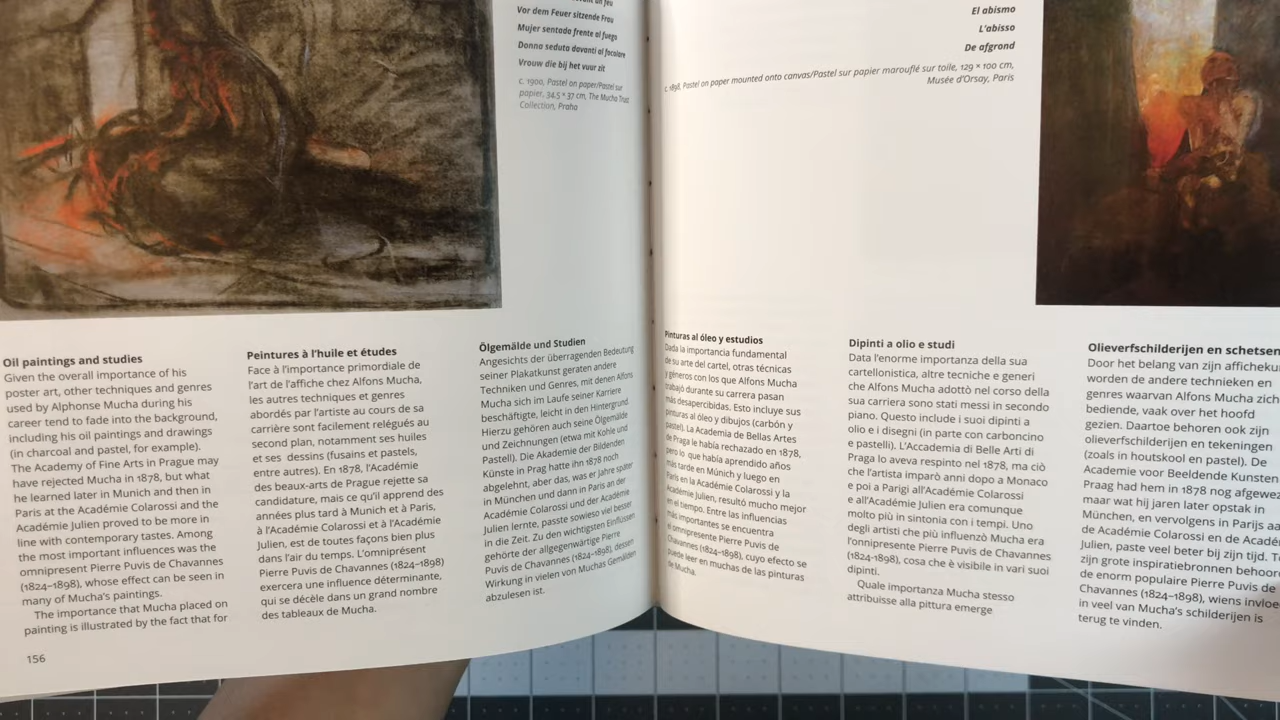 Vor dem Feuer sitzende Frau
Mujer sentada frente al fuego
Donna seduta davanti al focolare
Vrouw die bij het vuur zit
c. 1900, Pastel on paper/Pastel sur
papier, 34.5 × 37 cm, The Mucha Trust
Collection, Praha
El abismo
L'abisso
De afgrond
c. 1898, Pastel on paper mounted onto canvas/Pastel sur papier marouflé sur toile, 129 × 100 cm,
Musée d'Orsay, Paris
Oil paintings and studies
Given the overall importance of his
poster art, other techniques and genres
used by Alphonse Mucha during his
career tend to fade into the background,
including his oil paintings and drawings
(in charcoal and pastel, for example).
The Academy of Fine Arts in Prague may
have rejected Mucha in 1878, but what
he learned later in Munich and then in
Paris at the Académie Colarossi and the
Académie Julien proved to be more in
line with contemporary tastes. Among
the most important influences was the
omnipresent Pierre Puvis de Chavannes
(1824–1898), whose effect can be seen in
many of Mucha's paintings.
The importance that Mucha placed on
painting is illustrated by the fact that for
156
Peintures à l'huile et études
Face à l'importance primordiale de
l'art de l'affiche chez Alfons Mucha,
les autres techniques et genres
abordés par l'artiste au cours de sa
carrière sont facilement relégués au
second plan, notamment ses huiles
et ses dessins (fusains et pastels,
entre autres). En 1878, l'Académie
des beaux-arts de Prague rejette sa
candidature, mais ce qu'il apprend des
années plus tard à Munich et à Paris,
à l'Académie Colarossi et à l'Académie
Julien, est de toutes façons bien plus
dans l'air du temps. L'omniprésent
Pierre Puvis de Chavannes (1824–1898)
exercera une influence déterminante,
qui se décèle dans un grand nombre
des tableaux de Mucha.
Ölgemälde und Studien
Angesichts der überragenden Bedeutung
seiner Plakatkunst geraten andere
Techniken und Genres, mit denen Alfons
Mucha sich im Laufe seiner Karriere
beschäftigte, leicht in den Hintergrund.
Hierzu gehören auch seine Ölgemälde
und Zeichnungen (etwa mit Kohle und
Pastell). Die Akademie der Bildenden
Künste in Prag hatte ihn 1878 noch
abgelehnt, aber das, was er Jahre später
in München und dann in Paris an der
Académie Colarossi und der Académie
Julien lernte, passte sowieso viel besser
in die Zeit. Zu den wichtigsten Einflüssen
gehörte der allgegenwärtige Pierre
Puvis de Chavannes (1824–1898), dessen
Wirkung in vielen von Muchas Gemälden
abzulesen ist.
Pinturas al óleo y estudios
Dada la importancia fundamental
de su arte del cartel, otras técnicas
y géneros con los que Alfons Mucha
trabajó durante su carrera pasan
más desapercibidas. Esto incluye sus
pinturas al óleo y dibujos (carbón y
pastel). La Academia de Bellas Artes
de Praga le había rechazado en 1878,
pero lo que había aprendido años
más tarde en Múnich y luego en
París en la Académie Colarossi y la
Académie Julien, resultó mucho mejor
en el tiempo. Entre las influencias
más importantes se encuentra
el omnipresente Pierre Puvis de
Chavannes (1824–1898), cuyo efecto se
puede leer en muchas de las pinturas
de Mucha.
Dipinti a olio e studi
Data l'enorme importanza della sua
cartellonistica, altre tecniche e generi
che Alfons Mucha adottò nel corso della
sua carriera sono stati messi in secondo
piano. Questo include i suoi dipinti a
olio e i disegni (in parte con carboncino
e pastelli). L'Accademia di Belle Arti di
Praga lo aveva respinto nel 1878, ma ciò
che l'artista imparò anni dopo a Monaco
e poi a Parigi all'Académie Colarossi
e all'Académie Julien era comunque
molto più in sintonia con i tempi. Uno
degli artisti che più influenzò Mucha era
l'onnipresente Pierre Puvis de Chavannes
(1824–1898), cosa che è visibile in vari suoi
dipinti.
Quale importanza Mucha stesso
attribuisse alla pittura emerge
Olieverfschilderijen en schetsen
Door het belang van zijn
worden de andere technieken en
genres waarvan Alfons Mucha zich
bediende, vaak over het hoofd
gezien. Daartoe behoren ook zijn
olieverfschilderijen en tekeningen
(zoals in houtskool en pastel). De
Academie voor Beeldende Kunsten
Praag had hem in 1878 nog
maar wat hij jaren later opstak in
München, en vervolgens in Parijs
de Académie Colarossi en de
Julien, paste veel beter bij zijn tijd.
zijn grote inspiratiebronnen
de enorm populaire Pierre Puvis de
Chavannes (1824–1898), wiens
in veel van Mucha's schilderijen is
terug te vinden.